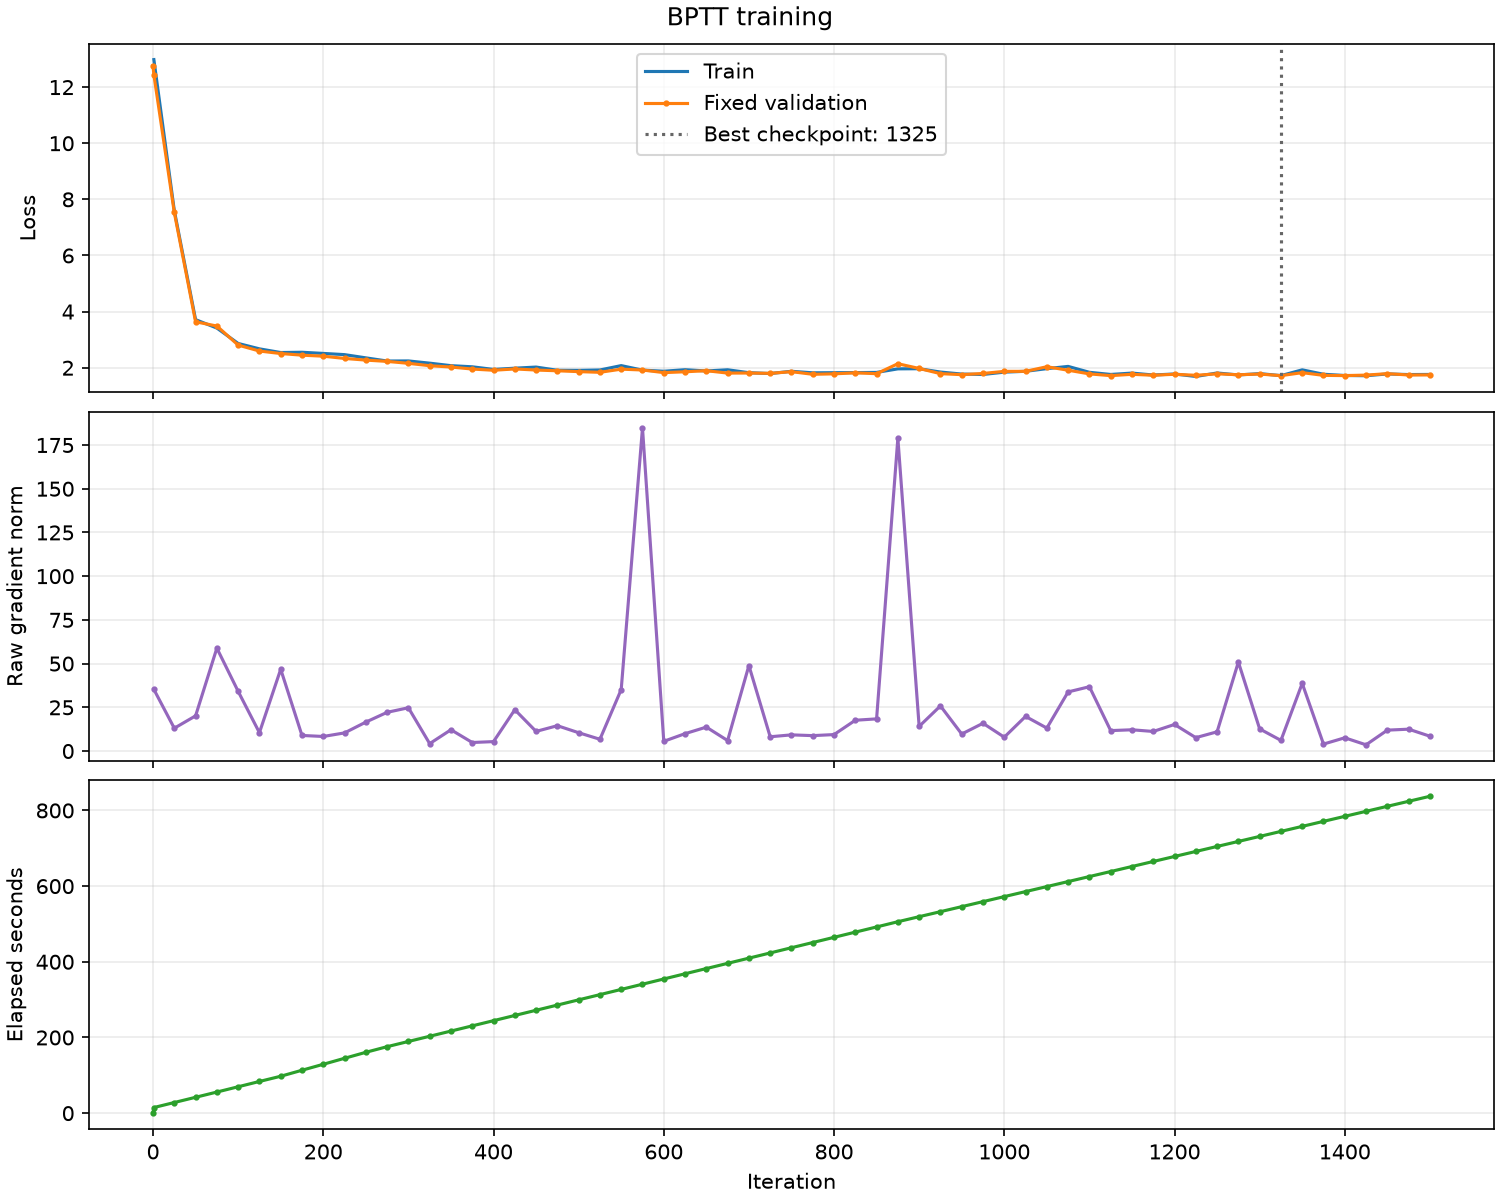 BPTT training
Loss
12
10
8
6
4
2
Train
Fixed validation
Best checkpoint: 1325
Raw gradient norm
175
150
125
100
75
50
25
0
Elapsed seconds
800
600
400
200
0
0 200 400 600 800 1000 1200 1400
Iteration